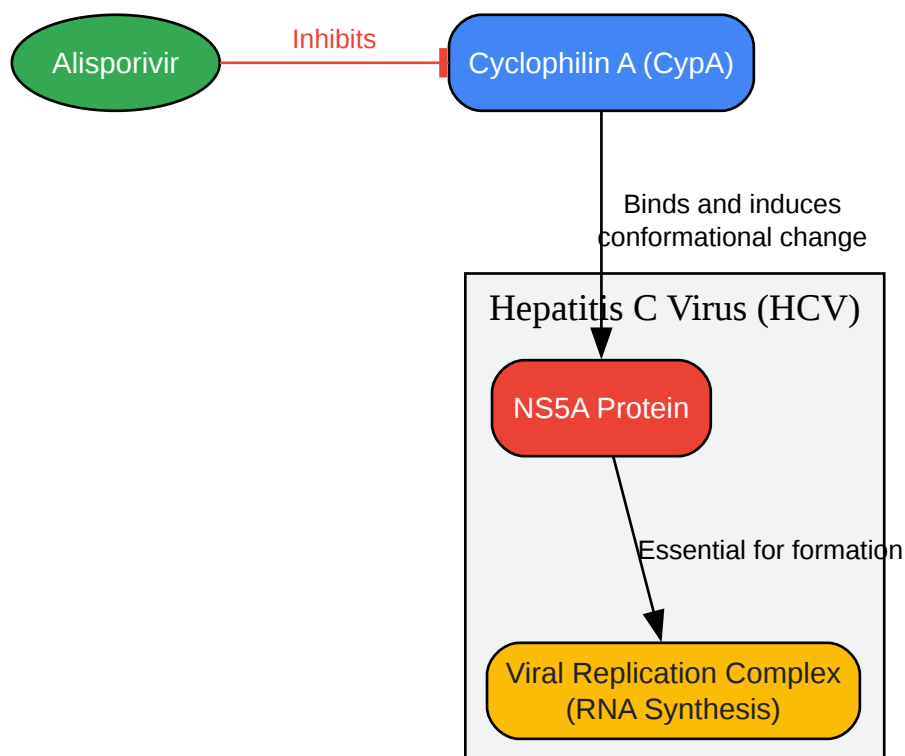 Inhibits
Alisporivir
Cyclophilin A (CypA)
Binds and induces
conformational change
Hepatitis C Virus (HCV)
NS5A Protein
Essential for formation
Viral Replication Complex
(RNA Synthesis)